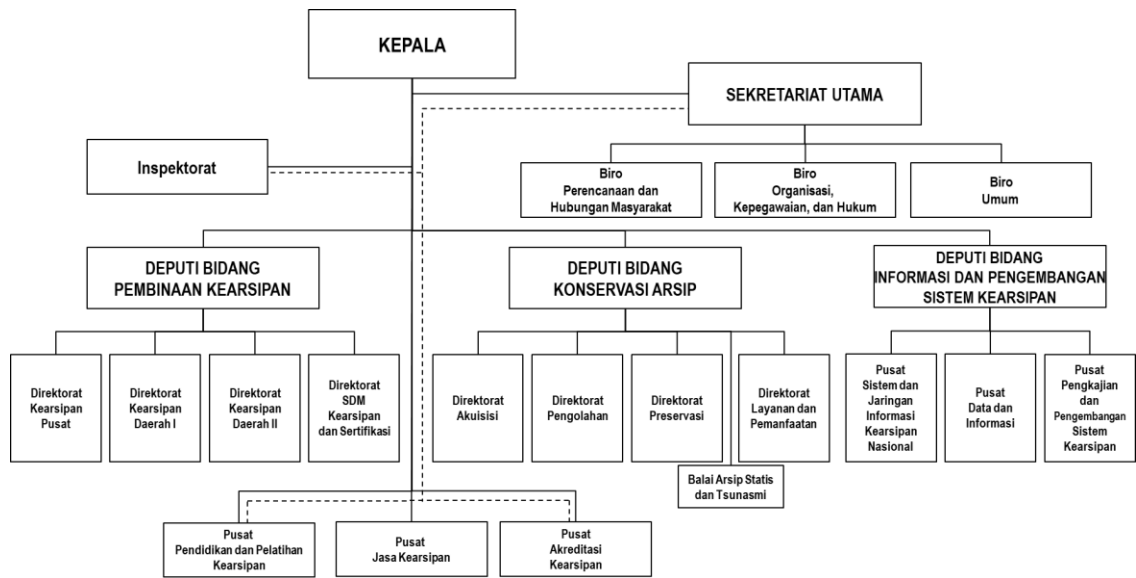 KEPALA
SEKRETARIAT UTAMA
Inspektorat
Biro
Perencanaan dan
Hubungan Masyarakat
Biro
Organisasi,
Kepegawaian, dan Hukum
Biro
Umum
DEPUTI BIDANG
PEMBINAAN KEARSIPAN
DEPUTI BIDANG
KONSERVASI ARSIP
DEPUTI BIDANG
INFORMASI DAN PENGEMBANGAN
SISTEM KEARSIPAN
Direktorat
Kearsipan
Pusat
Direktorat
Kearsipan
Daerah I
Direktorat
Kearsipan
Daerah II
Direktorat
SDM
Kearsipan
dan Sertifikasi
Direktorat
Akuisisi
Direktorat
Pengolahan
Direktorat
Preservasi
Direktorat
Layanan dan
Pemanfaatan
Pusat
Sistem dan
Jaringan
Informasi
Kearsipan
Nasional
Pusat
Data dan
Informasi
Pusat
Pengkajian
dan
Pengembangan
Sistem
Kearsipan
Balai Arsip Statis
dan Tsunasmi
Pusat
Pendidikan dan Pelatihan
Kearsipan
Pusat
Jasa Kearsipan
Pusat
Akreditasi
Kearsipan